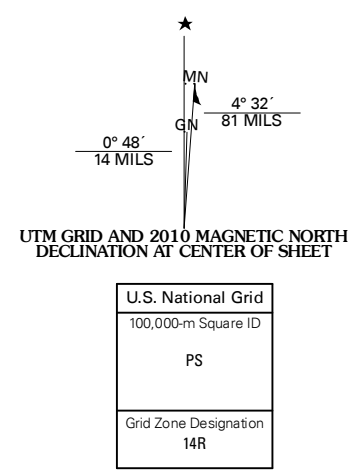 ★
MN
4° 32´
81 MILS
GN
0° 48´
14 MILS
UTM GRID AND 2010 MAGNETIC NORTH
DECLINATION AT CENTER OF SHEET
U.S. National Grid
100,000-m Square ID
PS
Grid Zone Designation
14R